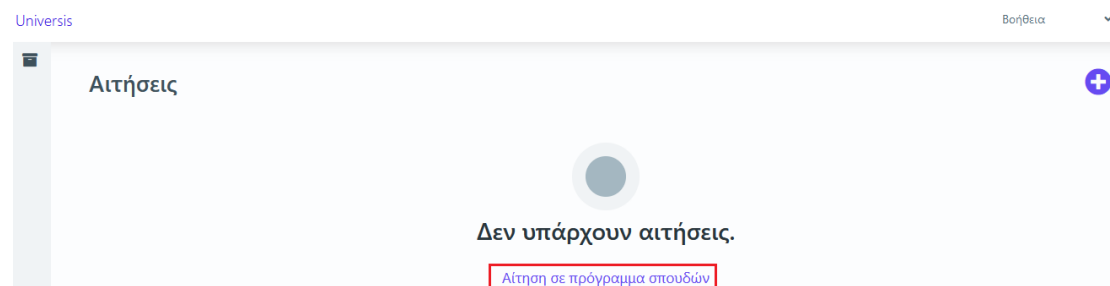 Universis
Βοήθεια
Αιτήσεις
Δεν υπάρχουν αιτήσεις.
Αίτηση σε πρόγραμμα σπουδών